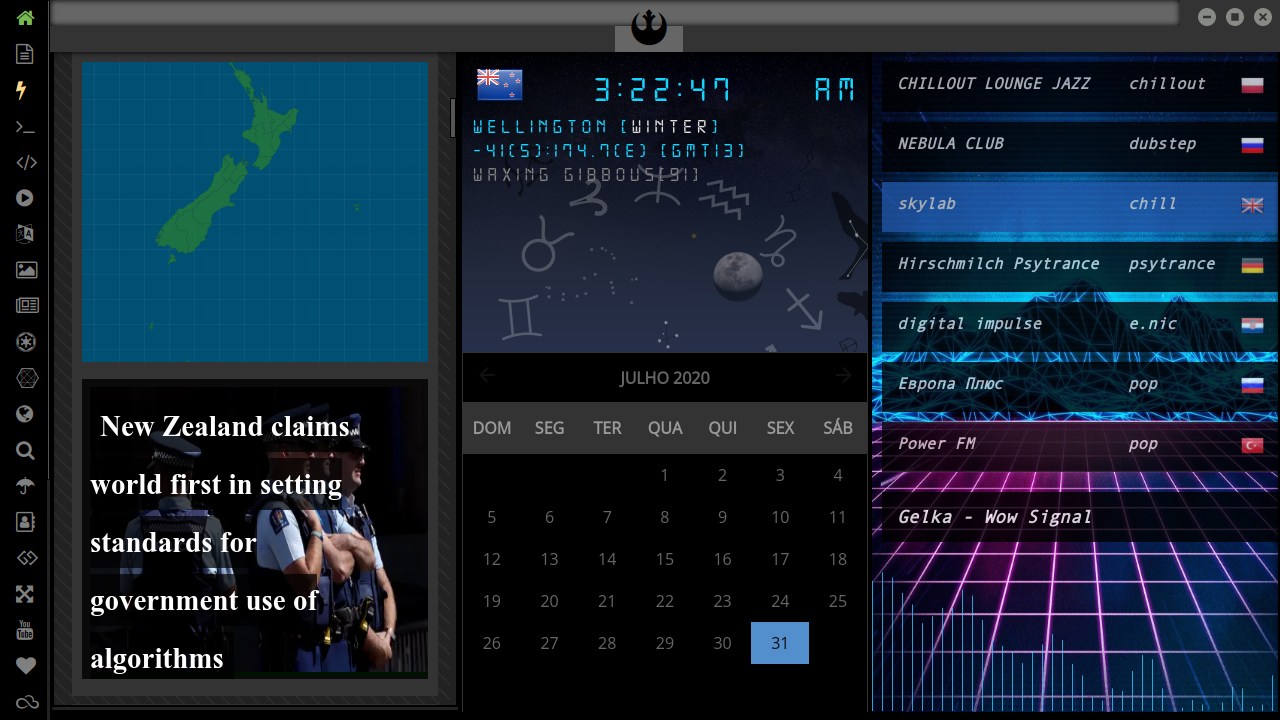 New Zealand claims
world first in setting
standards for
government use of
algorithms
3:22:47 AM
WELLINGTON (WINTER)
-41(S):174.7(E) (GMT13)
WAXING GIBBOUS(91)
JULHO 2020
DOM SEG TER QUA QUI SEX SÁB
1 2 3 4
5 6 7 8 9 10 11
12 13 14 15 16 17 18
19 20 21 22 23 24 25
26 27 28 29 30 31
CHILLOUT LOUNGE JAZZ chillout
NEBULA CLUB dubstep
skylab chill
Hirschmilch Psytrance psytrance
digital impulse e.nic
Европа Плюс pop
Power FM pop
Gelka - Wow Signal
You
Tube